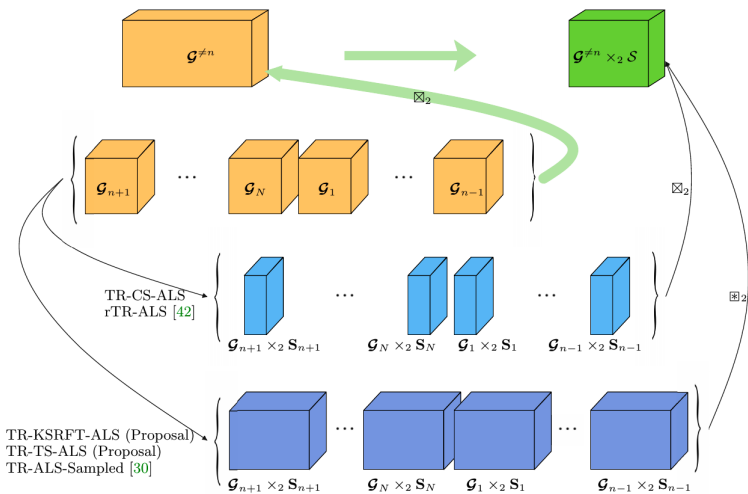 𝓖^{≠n}
𝓖^{≠n} ×₂ 𝒮
⊠₂
𝓖_{n+1} ··· 𝓖_N 𝓖_1 ··· 𝓖_{n−1}
⊠₂
TR-CS-ALS
rTR-ALS [42]
··· ···
𝓖_{n+1} ×₂ 𝐒_{n+1} 𝓖_N ×₂ 𝐒_N 𝓖_1 ×₂ 𝐒_1 𝓖_{n−1} ×₂ 𝐒_{n−1}
⧆₂
TR-KSRFT-ALS (Proposal)
TR-TS-ALS (Proposal)
TR-ALS-Sampled [30]
··· ···
𝓖_{n+1} ×₂ 𝐒_{n+1} 𝓖_N ×₂ 𝐒_N 𝓖_1 ×₂ 𝐒_1 𝓖_{n−1} ×₂ 𝐒_{n−1}